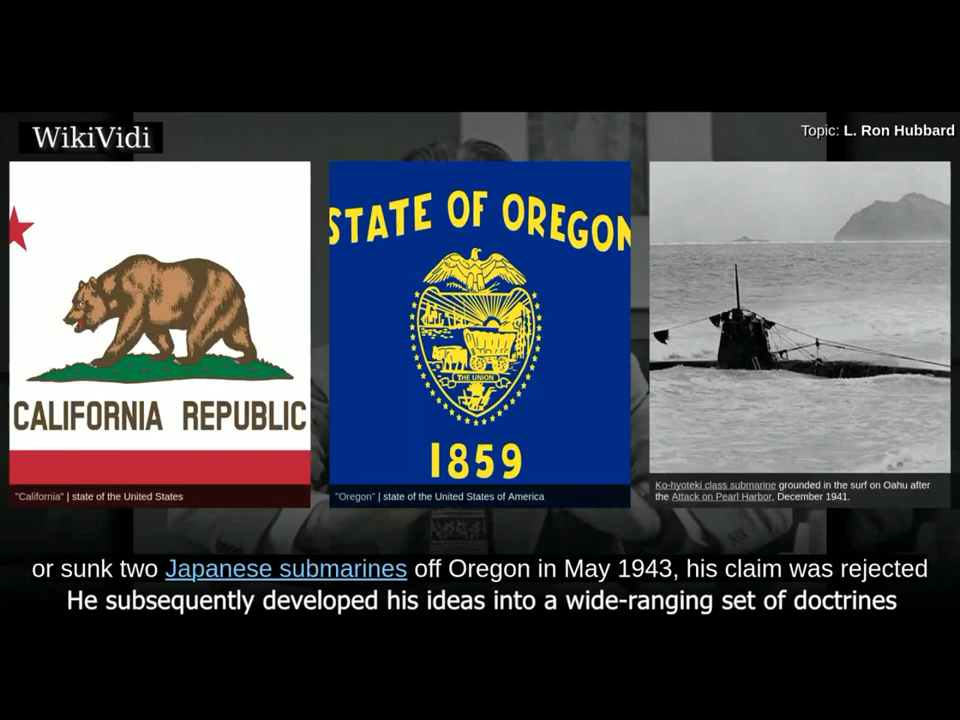 WikiVidi
Topic: L. Ron Hubbard
CALIFORNIA REPUBLIC
"California" | state of the United States
STATE OF OREGON
THE UNION
1859
"Oregon" | state of the United States of America
Ko-hyoteki class submarine grounded in the surf on Oahu after
the Attack on Pearl Harbor, December 1941.
or sunk two Japanese submarines off Oregon in May 1943, his claim was rejected
He subsequently developed his ideas into a wide-ranging set of doctrines